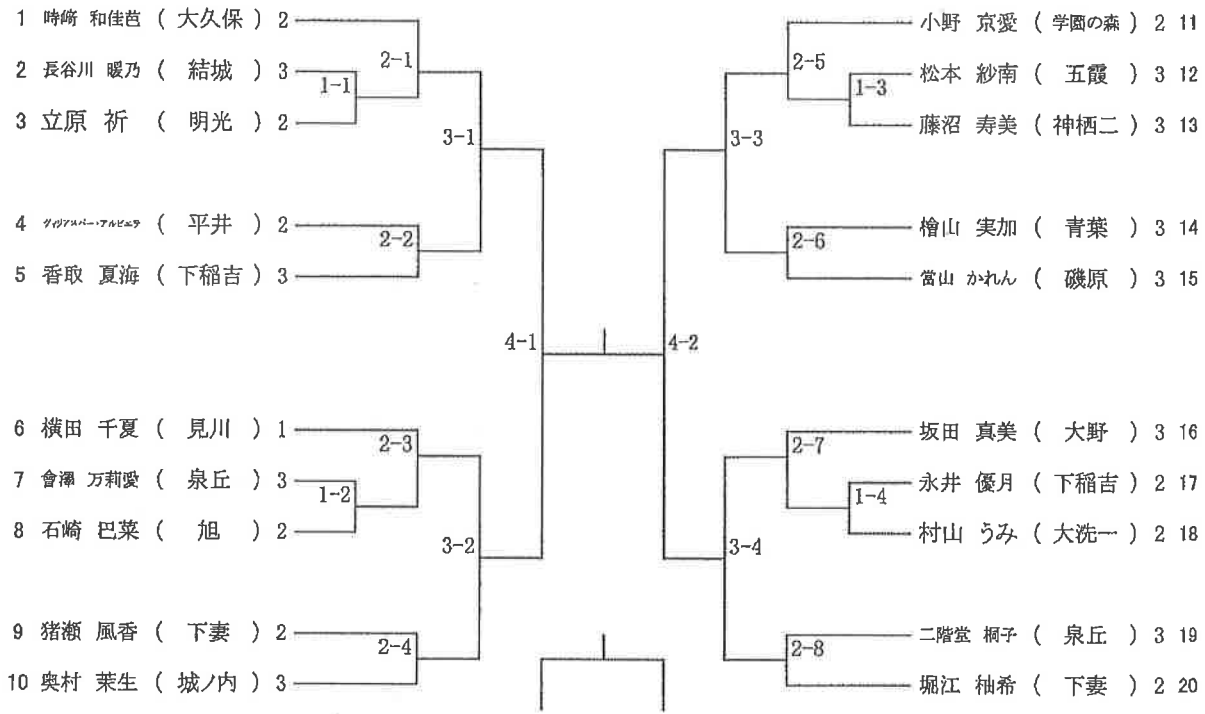 1 時崎 和佳芭 ( 大久保 ) 2
2 長谷川 暖乃 ( 結城 ) 3
3 立原 祈 ( 明光 ) 2
4 ( 平井 ) 2
5 香取 夏海 ( 下稲吉 ) 3
6 横田 千夏 ( 見川 ) 1
7 會澤 万莉愛 ( 泉丘 ) 3
8 石崎 巴菜 ( 旭 ) 2
9 猪瀬 風香 ( 下妻 ) 2
10 奥村 茉生 ( 城ノ内 ) 3
2-1
1-1
3-1
2-2
4-1
2-3
1-2
3-2
2-4
2-5
1-3
3-3
2-6
4-2
2-7
1-4
3-4
2-8
小野 京愛 ( 学園の森 ) 2 11
松本 紗南 ( 五霞 ) 3 12
藤沼 寿美 ( 神栖二 ) 3 13
檜山 実加 ( 青葉 ) 3 14
當山 かれん ( 磯原 ) 3 15
坂田 真美 ( 大野 ) 3 16
永井 優月 ( 下稲吉 ) 2 17
村山 うみ ( 大洗一 ) 2 18
二階堂 桐子 ( 泉丘 ) 3 19
堀江 柚希 ( 下妻 ) 2 20